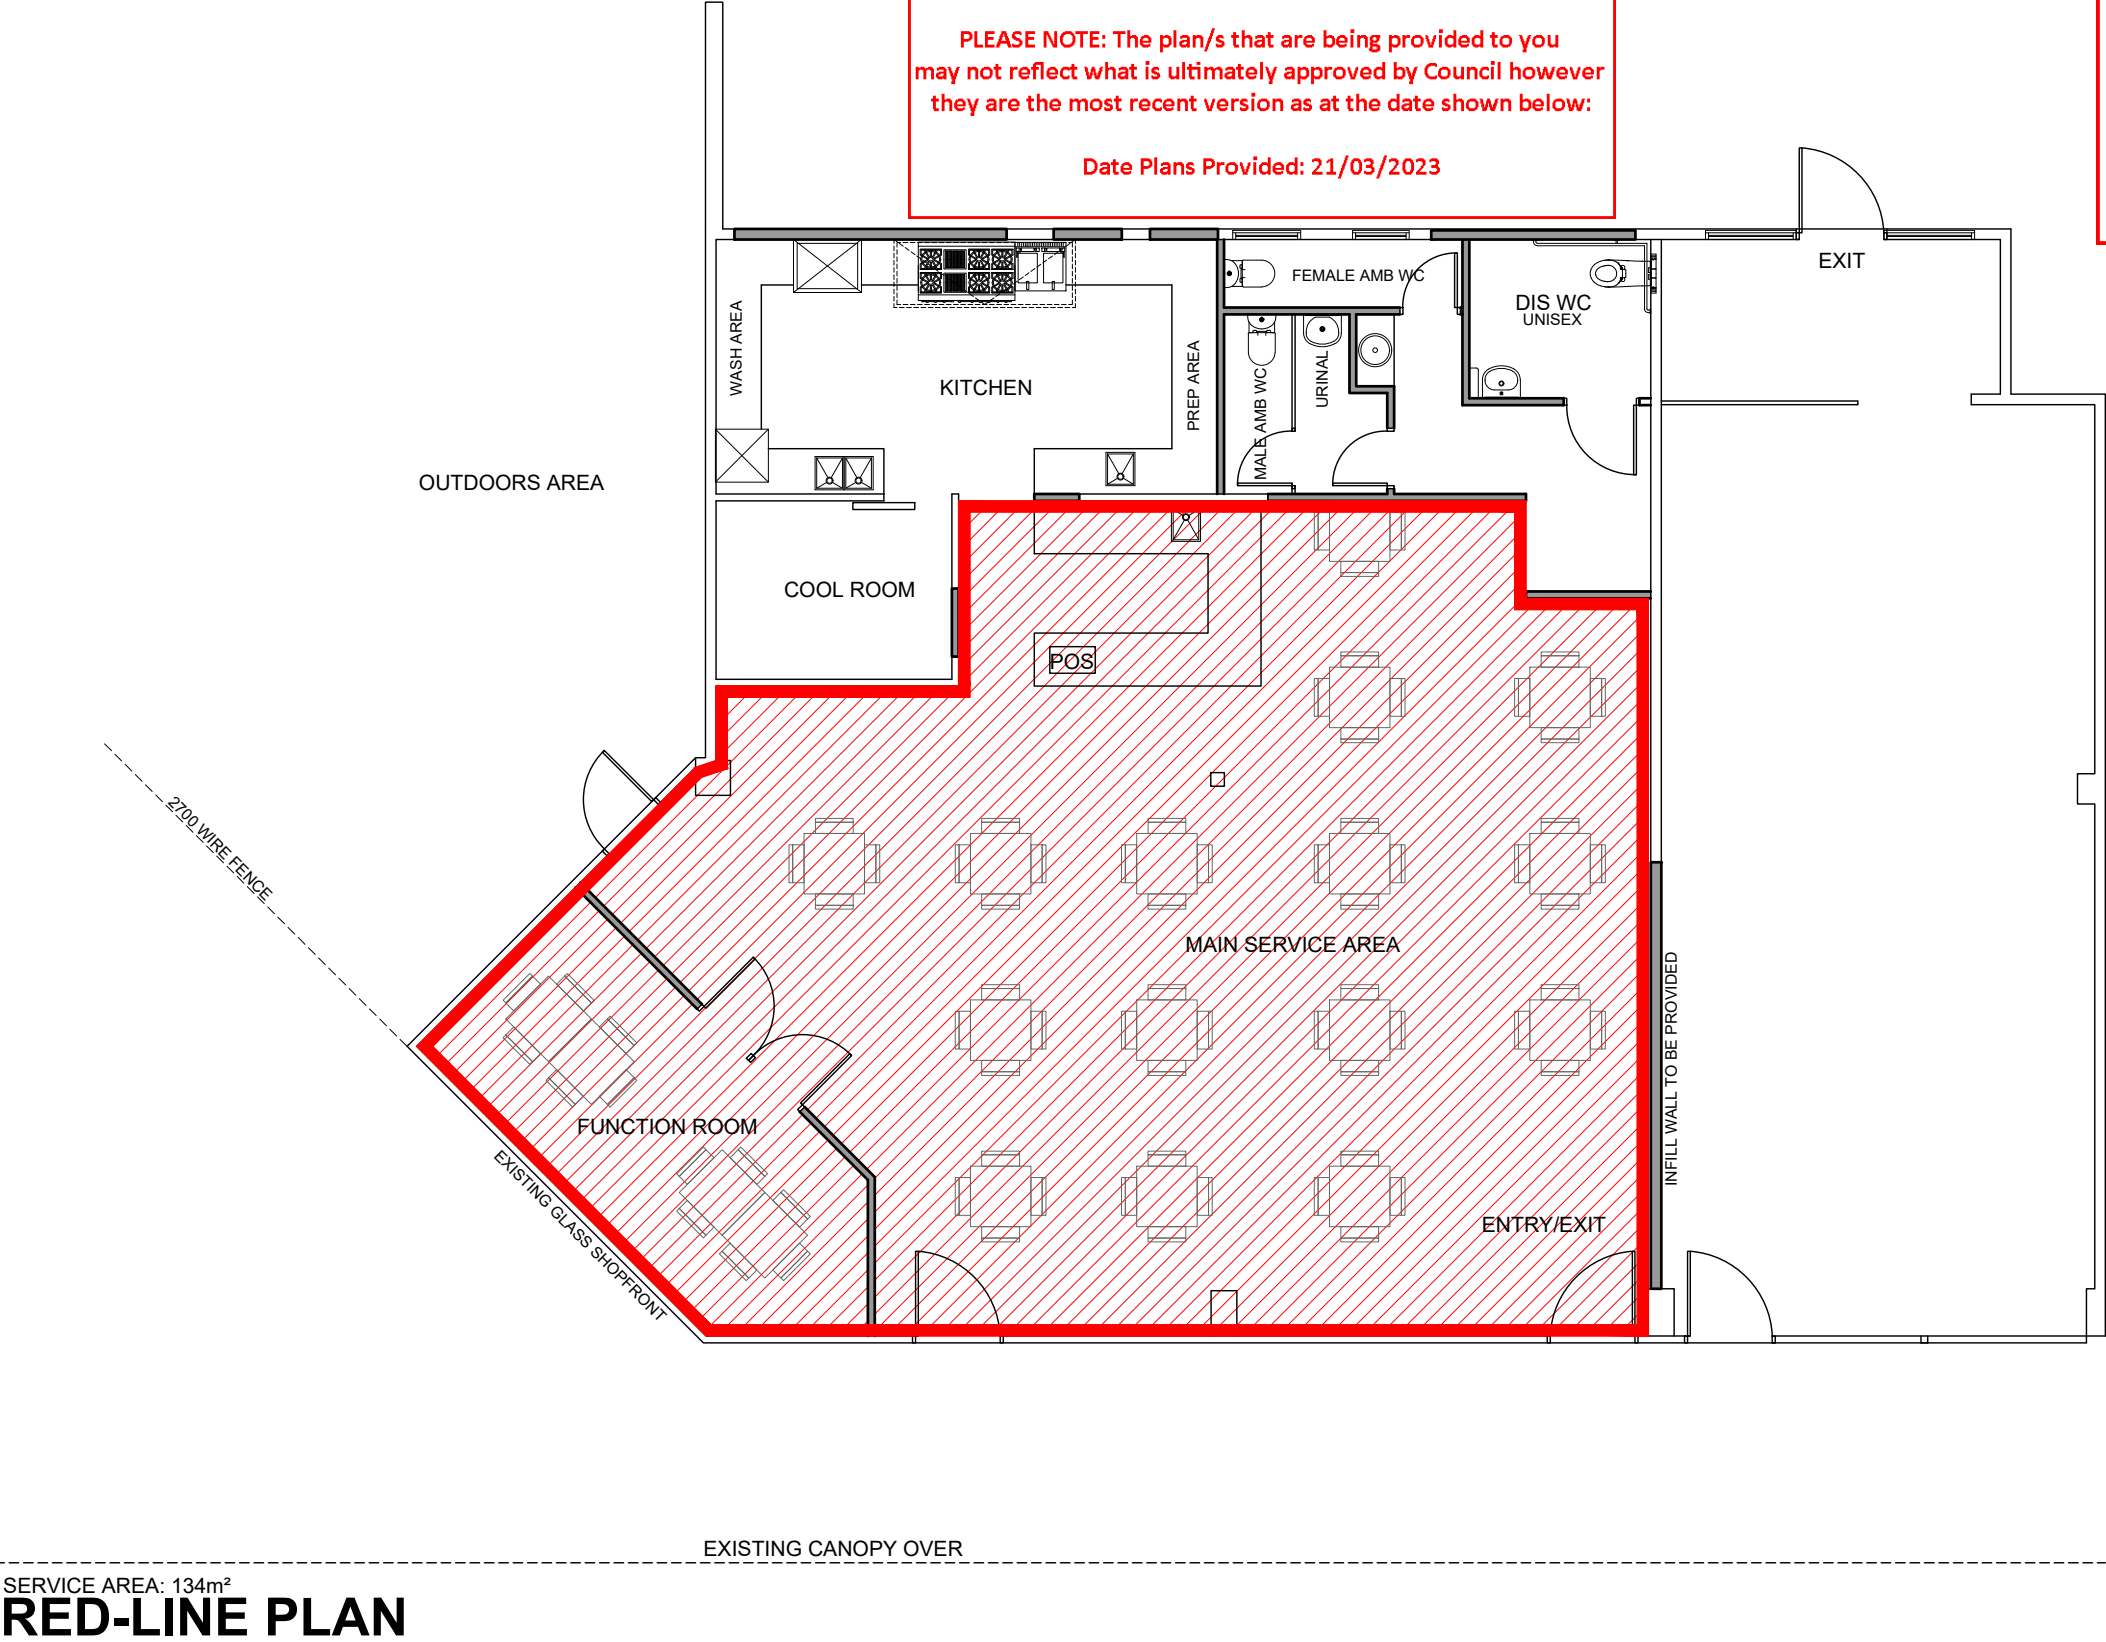 PLEASE NOTE: The plan/s that are being provided to you
may not reflect what is ultimately approved by Council however
they are the most recent version as at the date shown below:
Date Plans Provided: 21/03/2023
EXIT
FEMALE AMB WC
DIS WC
UNISEX
WASH AREA
KITCHEN
PREP AREA
MALE AMB WC
URINAL
OUTDOORS AREA
COOL ROOM
POS
2700 WIRE FENCE
MAIN SERVICE AREA
INFILL WALL TO BE PROVIDED
FUNCTION ROOM
EXISTING GLASS SHOPFRONT
ENTRY/EXIT
EXISTING CANOPY OVER
SERVICE AREA: 134m²
RED-LINE PLAN